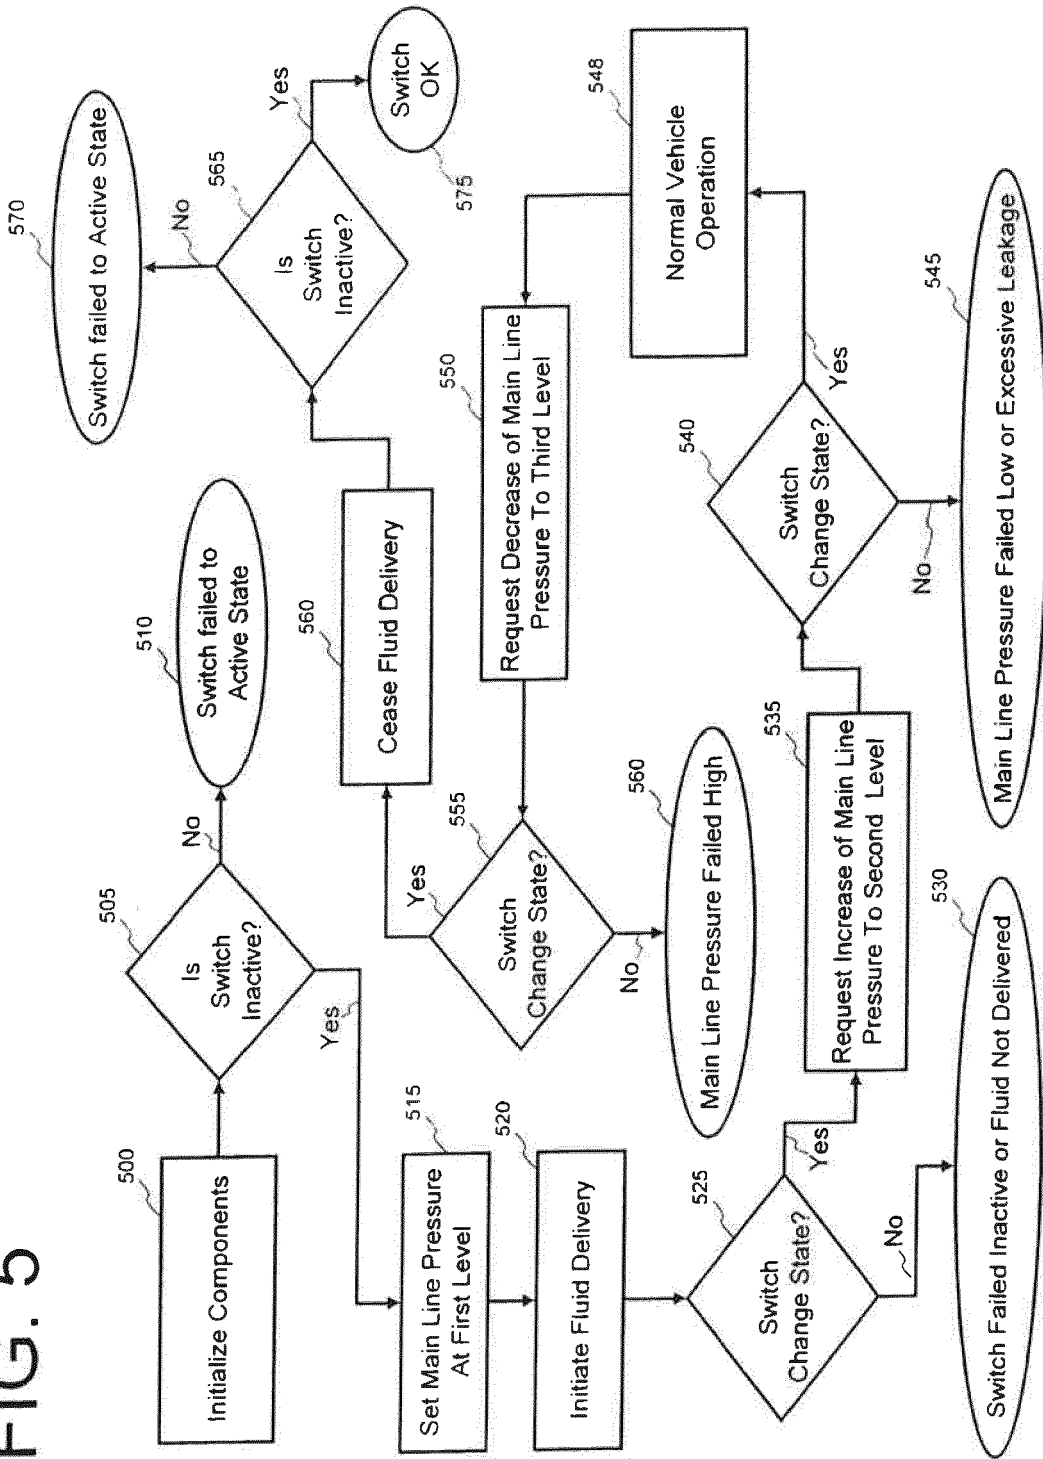 FIG. 5
500
Initialize Components
505
Is
Switch
Inactive?
No
510
Switch failed to
Active State
Yes
515
Set Main Line Pressure
At First Level
520
Initiate Fluid Delivery
525
Switch
Change State?
No
530
Switch Failed Inactive or Fluid Not Delivered
Yes
535
Request Increase of Main Line
Pressure To Second Level
540
Switch
Change State?
No
545
Main Line Pressure Failed Low or Excessive Leakage
Yes
548
Normal Vehicle
Operation
550
Request Decrease of Main Line
Pressure To Third Level
555
Switch
Change State?
No
560
Main Line Pressure Failed High
Yes
560
Cease Fluid Delivery
565
Is
Switch
Inactive?
No
570
Switch failed to Active State
Yes
575
Switch
OK